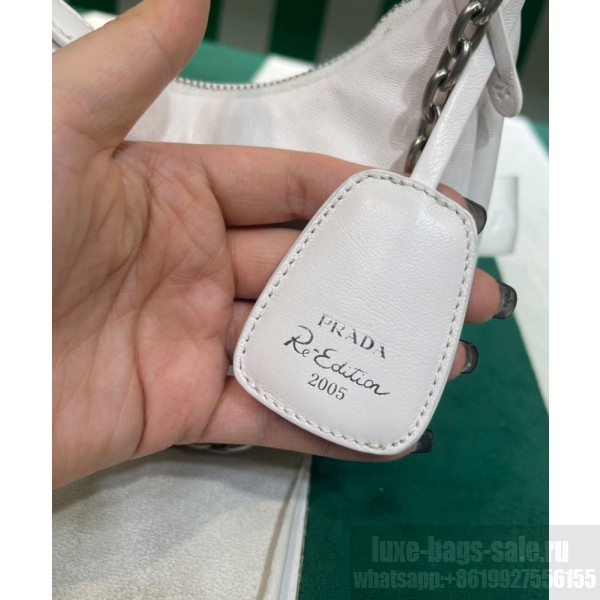 PRADA
Re-Edition
2005
luxe-bags-sale.ru
whatsapp:+8619927556155